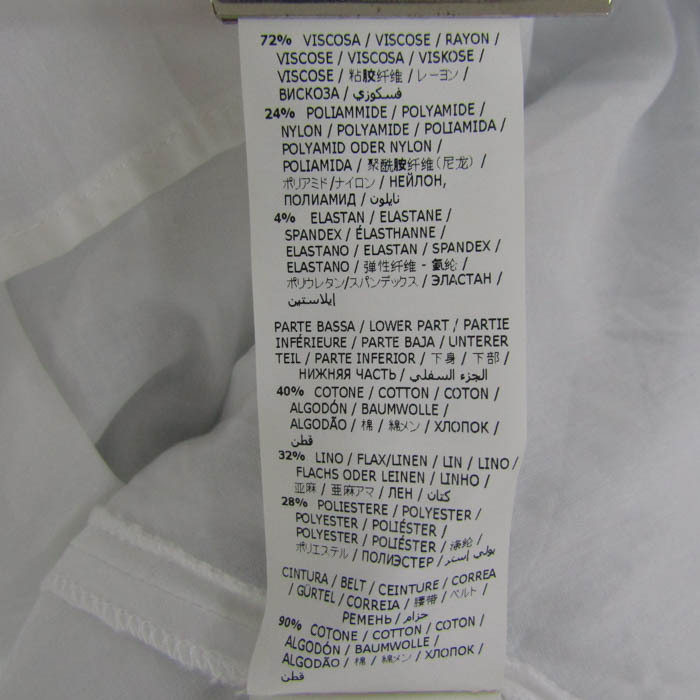 72% VISCOSA / VISCOSE / RAYON /
VISCOSE / VISCOSA / VISKOSE /
VISCOSE / 粘胶纤维 / レーヨン /
ВИСКОЗА / فسكوزي /
24% POLIAMMIDE / POLYAMIDE /
NYLON / POLYAMIDE / POLIAMIDA /
POLYAMID ODER NYLON /
POLIAMIDA / 聚酰胺纤维(尼龙) /
ポリアミド/ナイロン / НЕЙЛОН,
ПОЛИАМИД / نايلون /
4% ELASTAN / ELASTANE /
SPANDEX / ÉLASTHANNE /
ELASTANO / ELASTAN / SPANDEX /
ELASTANO / 弹性纤维 - 氨纶 /
ポリウレタン/スパンデックス / ЭЛАСТАН /
إيلاستين
PARTE BASSA / LOWER PART / PARTIE
INFÉRIEURE / PARTE BAJA / UNTERER
TEIL / PARTE INFERIOR / 下身 / 下部 /
НИЖНЯЯ ЧАСТЬ / الجزء السفلي /
40% COTONE / COTTON / COTON /
ALGODÓN / BAUMWOLLE /
ALGODÃO / 棉 / 綿メン / ХЛОПОК /
قطن
32% LINO / FLAX/LINEN / LIN / LINO /
FLACHS ODER LEINEN / LINHO /
亚麻 / 亜麻アマ / ЛЕН / كتان /
28% POLIESTERE / POLYESTER /
POLYESTER / POLIÉSTER /
POLYESTER / POLIÉSTER / 涤纶 /
ポリエステル / ПОЛИЭСТЕР / بولي إستر /
CINTURA / BELT / CEINTURE / CORREA
/ GÜRTEL / CORREIA / 腰带 / ベルト /
РЕМЕНЬ / حزام /
90% COTONE / COTTON / COTON /
ALGODÓN / BAUMWOLLE /
ALGODÃO / 棉 / 綿メン / ХЛОПОК /
قطن